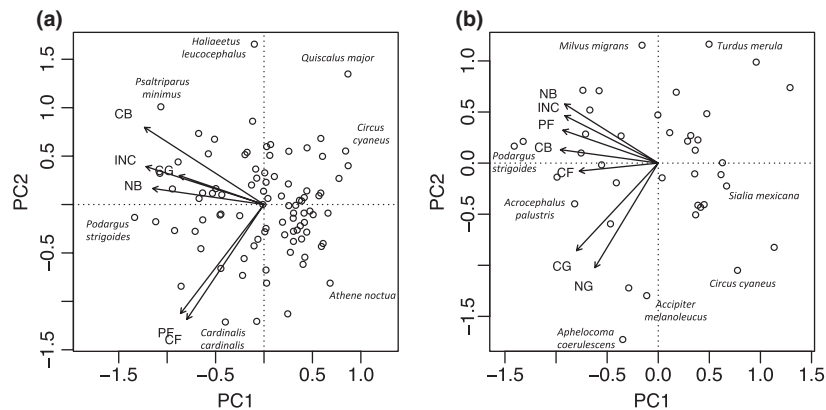 (a)
Haliaeetus
leucocephalus
Quiscalus major
Psaltriparus
minimus
CB
Circus
cyaneus
INC
CG
NB
Podargus
strigoides
Athene noctua
PF
CF
Cardinalis
cardinalis
PC2
1.5
1.0
0.5
0.0
−0.5
−1.5
−1.5
−0.5
0.0
0.5
1.0
PC1
(b)
Milvus migrans
Turdus merula
NB
INC
PF
CB
Podargus
strigoides
CF
Acrocephalus
palustris
Sialia mexicana
CG
NG
Circus cyaneus
Accipiter
melanoleucus
Aphelocoma
coerulescens
PC2
1.0
0.5
0.0
−0.5
−1.5
−1.5
−1.0
−0.5
0.0
0.5
1.0
1.5
PC1